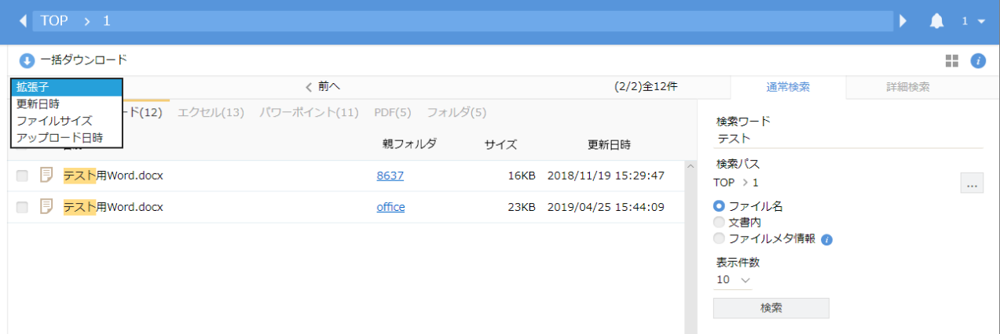 TOP > 1
1
一括ダウンロード
拡張子
更新日時
ファイルサイズ
アップロード日時
< 前へ
(2/2)全12件
通常検索
詳細検索
ード(12) エクセル(13) パワーポイント(11) PDF(5) フォルダ(5)
親フォルダ サイズ 更新日時
テスト用Word.docx 8637 16KB 2018/11/19 15:29:47
テスト用Word.docx office 23KB 2019/04/25 15:44:09
検索ワード
テスト
検索パス
TOP > 1
...
ファイル名
文書内
ファイルメタ情報
表示件数
10
検索